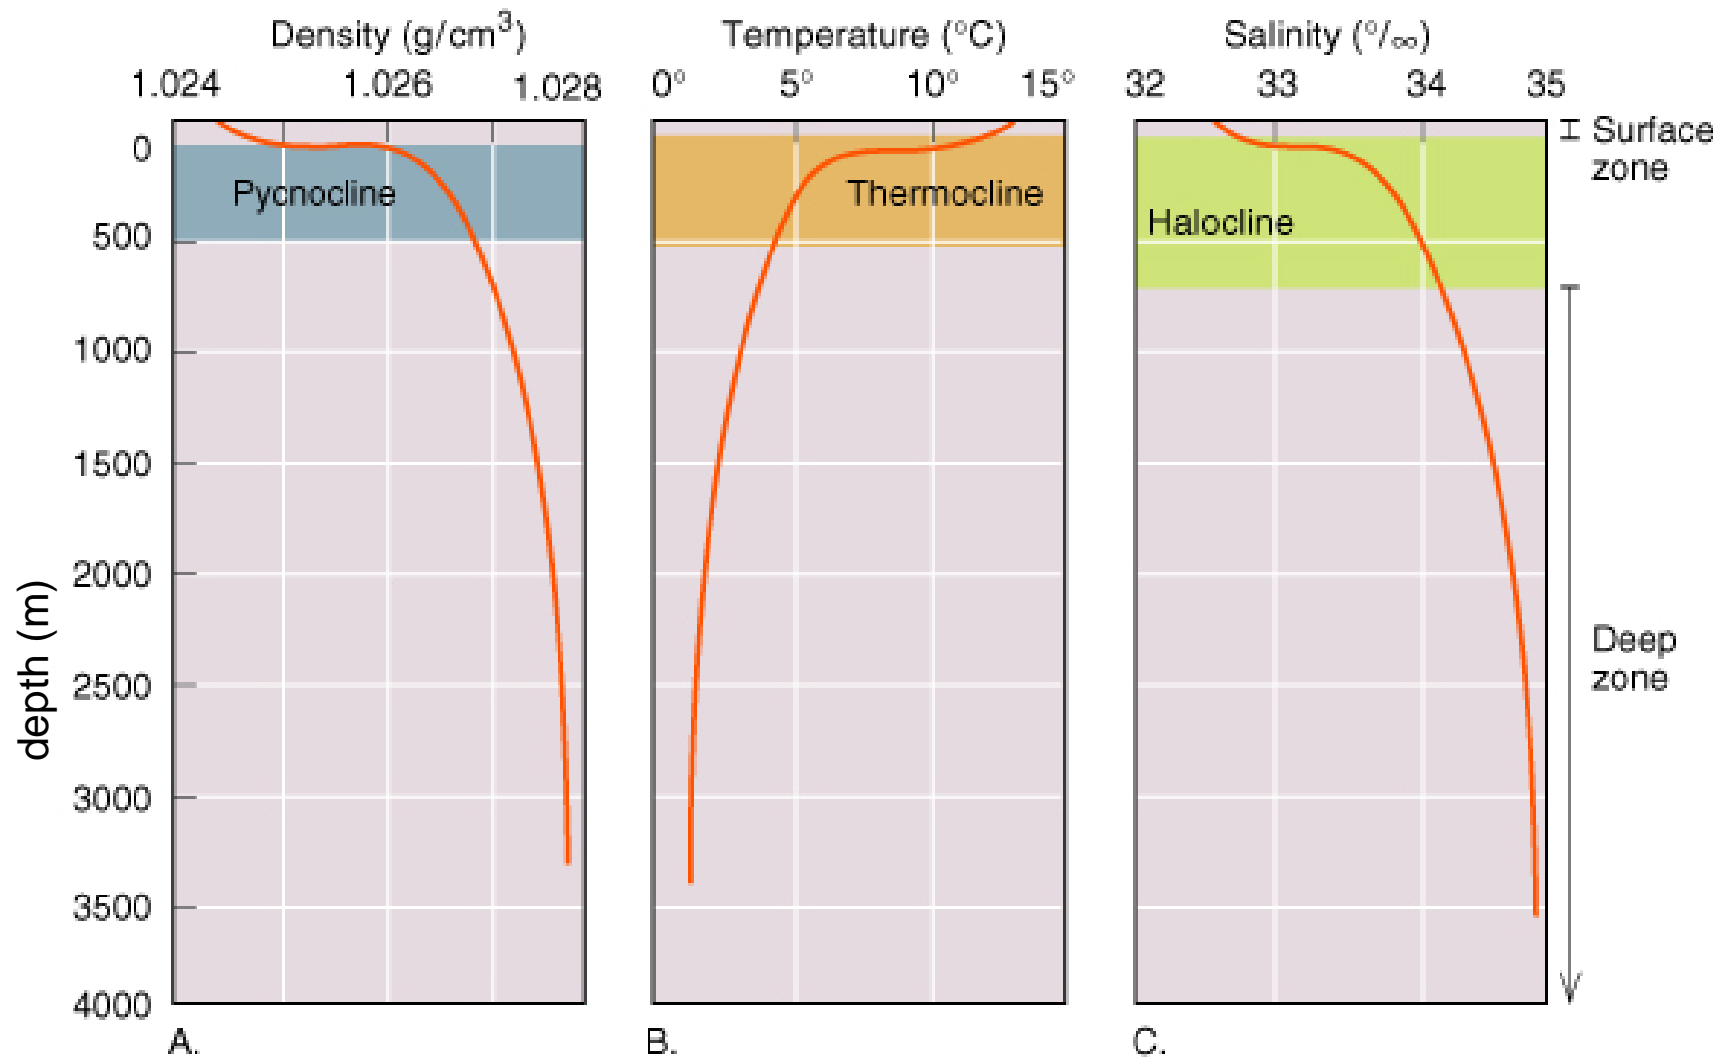 Density (g/cm³)
1.024 1.026 1.028
Temperature (°C)
0° 5° 10° 15°
Salinity (°/∞)
32 33 34 35
depth (m)
0
500
1000
1500
2000
2500
3000
3500
4000
Pycnocline
Thermocline
Halocline
Surface
zone
Deep
zone
A.
B.
C.